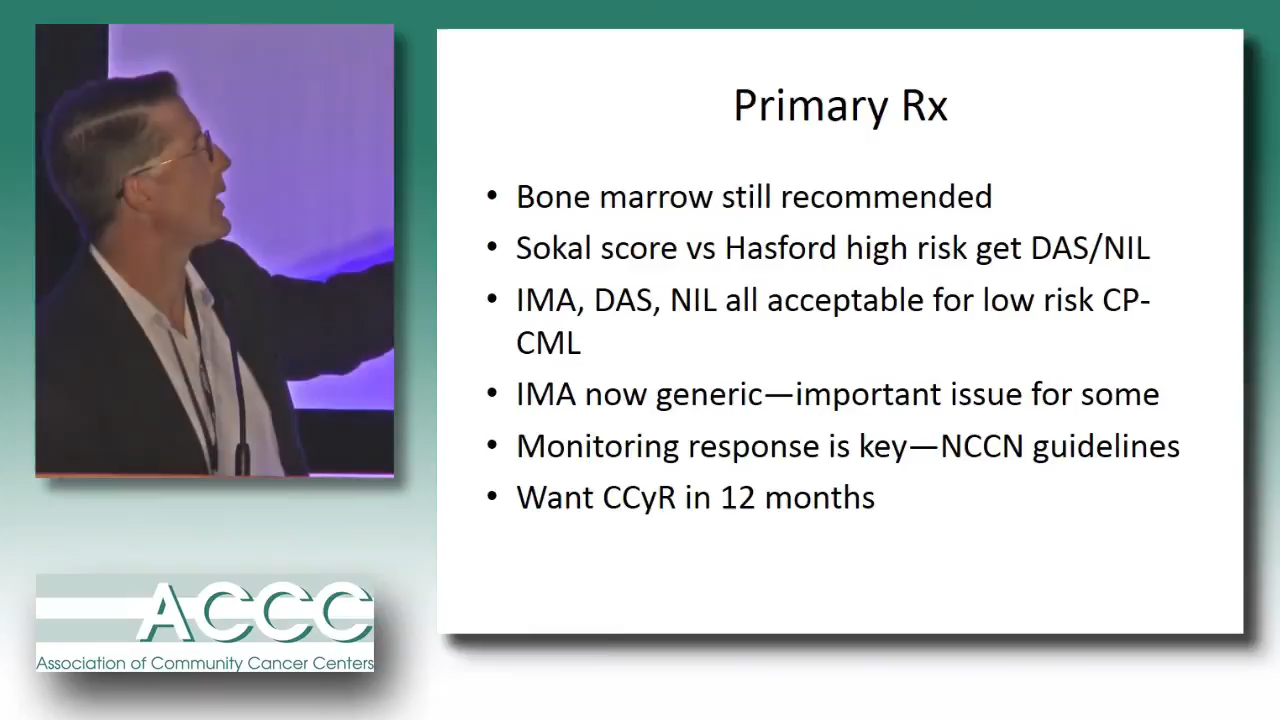 Primary Rx
• Bone marrow still recommended
• Sokal score vs Hasford high risk get DAS/NIL
• IMA, DAS, NIL all acceptable for low risk CP-
CML
• IMA now generic—important issue for some
• Monitoring response is key—NCCN guidelines
• Want CCyR in 12 months
ACCC
Association of Community Cancer Centers